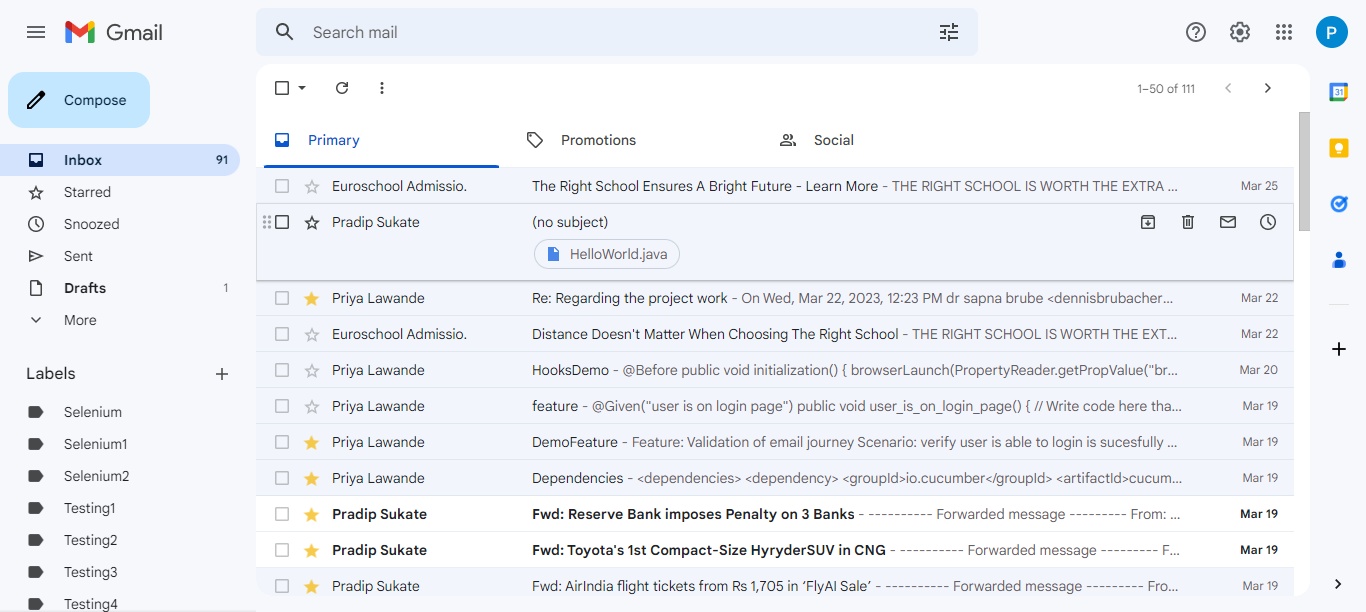 Gmail
Search mail
P
Compose
1–50 of 111
31
Primary
Promotions
Social
Inbox 91
Starred
Snoozed
Sent
Drafts 1
More
Labels
Selenium
Selenium1
Selenium2
Testing1
Testing2
Testing3
Testing4
Euroschool Admissio. The Right School Ensures A Bright Future - Learn More - THE RIGHT SCHOOL IS WORTH THE EXTRA ... Mar 25
Pradip Sukate (no subject)
HelloWorld.java
Priya Lawande Re: Regarding the project work - On Wed, Mar 22, 2023, 12:23 PM dr sapna brube <dennisbrubacher... Mar 22
Euroschool Admissio. Distance Doesn't Matter When Choosing The Right School - THE RIGHT SCHOOL IS WORTH THE EXT... Mar 22
Priya Lawande HooksDemo - @Before public void initialization() { browserLaunch(PropertyReader.getPropValue("br... Mar 20
Priya Lawande feature - @Given("user is on login page") public void user_is_on_login_page() { // Write code here tha... Mar 19
Priya Lawande DemoFeature - Feature: Validation of email journey Scenario: verify user is able to login is sucesfully ... Mar 19
Priya Lawande Dependencies - <dependencies> <dependency> <groupId>io.cucumber</groupId> <artifactId>cucum... Mar 19
Pradip Sukate Fwd: Reserve Bank imposes Penalty on 3 Banks - ---------- Forwarded message --------- From: ... Mar 19
Pradip Sukate Fwd: Toyota's 1st Compact-Size HyryderSUV in CNG - ---------- Forwarded message --------- F... Mar 19
Pradip Sukate Fwd: AirIndia flight tickets from Rs 1,705 in ‘FlyAI Sale’ - ---------- Forwarded message --------- Fro... Mar 19